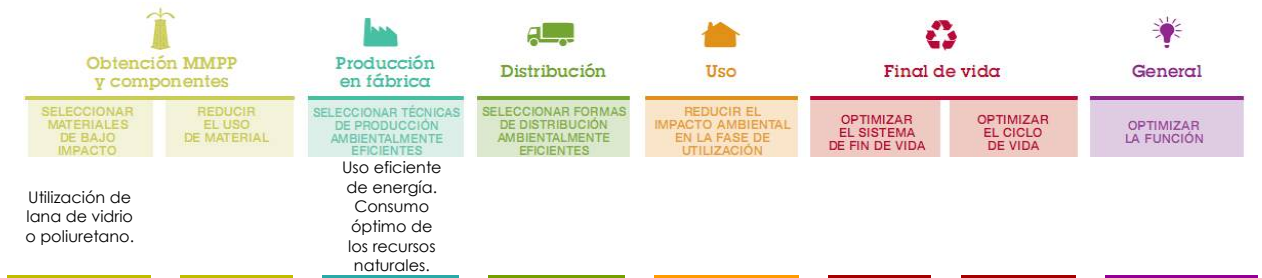 Obtención MMPP
y componentes
Producción
en fábrica
Distribución
Uso
Final de vida
General
SELECCIONAR
MATERIALES
DE BAJO
IMPACTO
REDUCIR
EL USO
DE MATERIAL
SELECCIONAR TÉCNICAS
DE PRODUCCIÓN
AMBIENTALMENTE
EFICIENTES
SELECCIONAR FORMAS
DE DISTRIBUCIÓN
AMBIENTALMENTE
EFICIENTES
REDUCIR EL
IMPACTO AMBIENTAL
EN LA FASE DE
UTILIZACIÓN
OPTIMIZAR
EL SISTEMA
DE FIN DE VIDA
OPTIMIZAR
EL CICLO
DE VIDA
OPTIMIZAR
LA FUNCIÓN
Utilización de
lana de vidrio
o poliuretano.
Uso eficiente
de energía.
Consumo
óptimo de
los recursos
naturales.